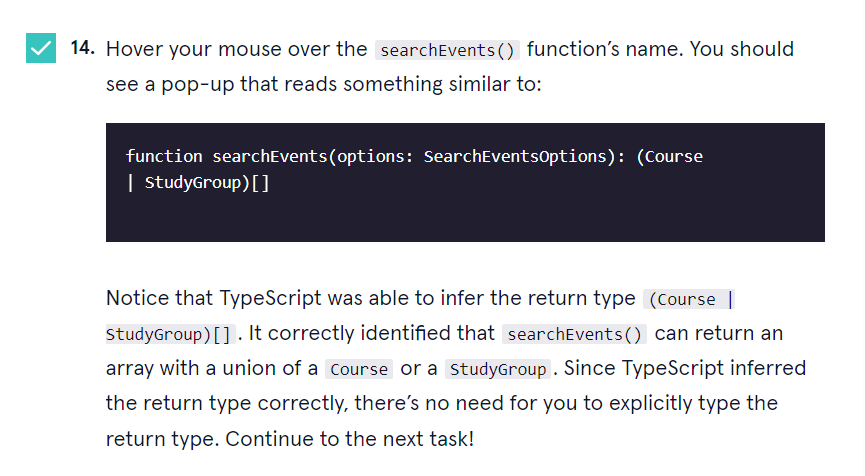 14. Hover your mouse over the searchEvents() function’s name. You should
see a pop-up that reads something similar to:
function searchEvents(options: SearchEventsOptions): (Course
| StudyGroup)[]
Notice that TypeScript was able to infer the return type (Course |
StudyGroup)[]. It correctly identified that searchEvents() can return an
array with a union of a Course or a StudyGroup. Since TypeScript inferred
the return type correctly, there’s no need for you to explicitly type the
return type. Continue to the next task!